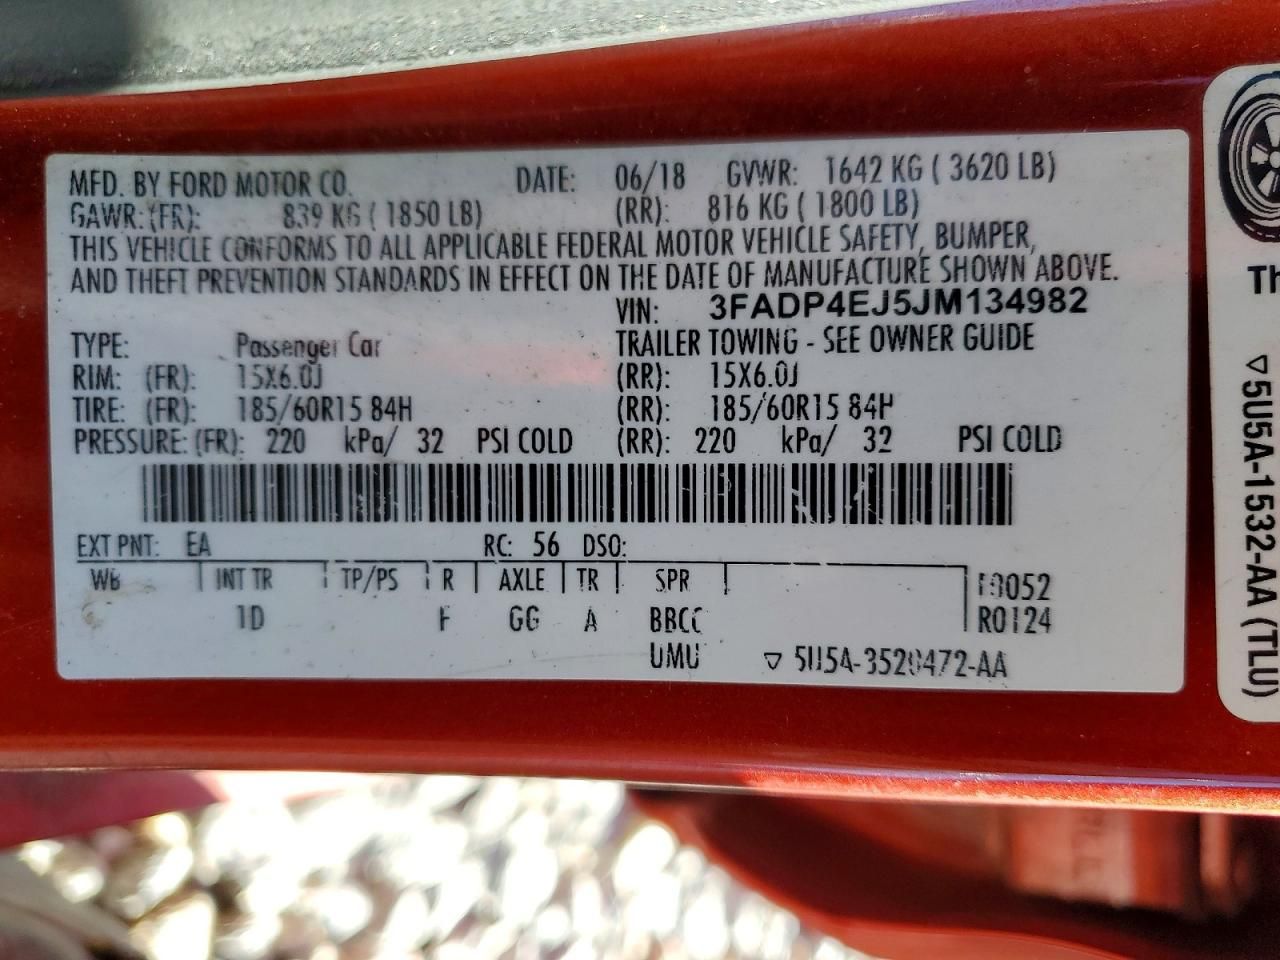 MFD. BY FORD MOTOR CO. DATE: 06/18 GVWR: 1642 KG ( 3620 LB)
GAWR: (FR): 839 KG ( 1850 LB) (RR): 816 KG ( 1800 LB)
THIS VEHICLE CONFORMS TO ALL APPLICABLE FEDERAL MOTOR VEHICLE SAFETY, BUMPER,
AND THEFT PREVENTION STANDARDS IN EFFECT ON THE DATE OF MANUFACTURE SHOWN ABOVE.
VIN: 3FADP4EJ5JM134982
TYPE: Passenger Car TRAILER TOWING - SEE OWNER GUIDE
RIM: (FR): 15X6.0J (RR): 15X6.0J
TIRE: (FR): 185/60R15 84H (RR): 185/60R15 84H
PRESSURE: (FR): 220 kPa/ 32 PSI COLD (RR): 220 kPa/ 32 PSI COLD
EXT PNT: EA RC: 56 DSO:
WB INT TR TP/PS R AXLE TR SPR
1D F GG A BBCC R0124
UMU ▽ 5U5A-3520472-AA
Th
▽5U5A-1532-AA (TLU)